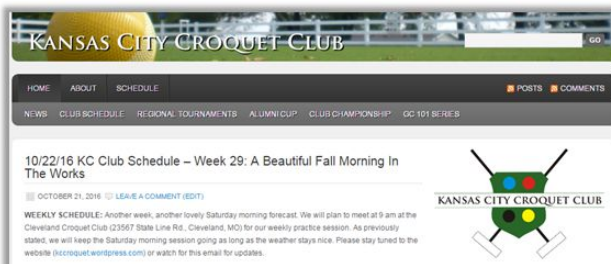 KANSAS CITY CROQUET CLUB
GO
HOME ABOUT SCHEDULE
POSTS COMMENTS
NEWS CLUB SCHEDULE REGIONAL TOURNAMENTS ALUMNI CUP CLUB CHAMPIONSHIP GC 101 SERIES
10/22/16 KC Club Schedule – Week 29: A Beautiful Fall Morning In
The Works
OCTOBER 21, 2016 LEAVE A COMMENT (EDIT)
WEEKLY SCHEDULE: Another week, another lovely Saturday morning forecast. We will plan to meet at 9 am at the
Cleveland Croquet Club (23567 State Line Rd., Cleveland, MO) for our weekly practice session. As previously
stated, we will keep the Saturday morning session going as long as the weather stays nice. Please stay tuned to the
website (kccroquet.wordpress.com) or watch for this email for updates.
KANSAS CITY CROQUET CLUB